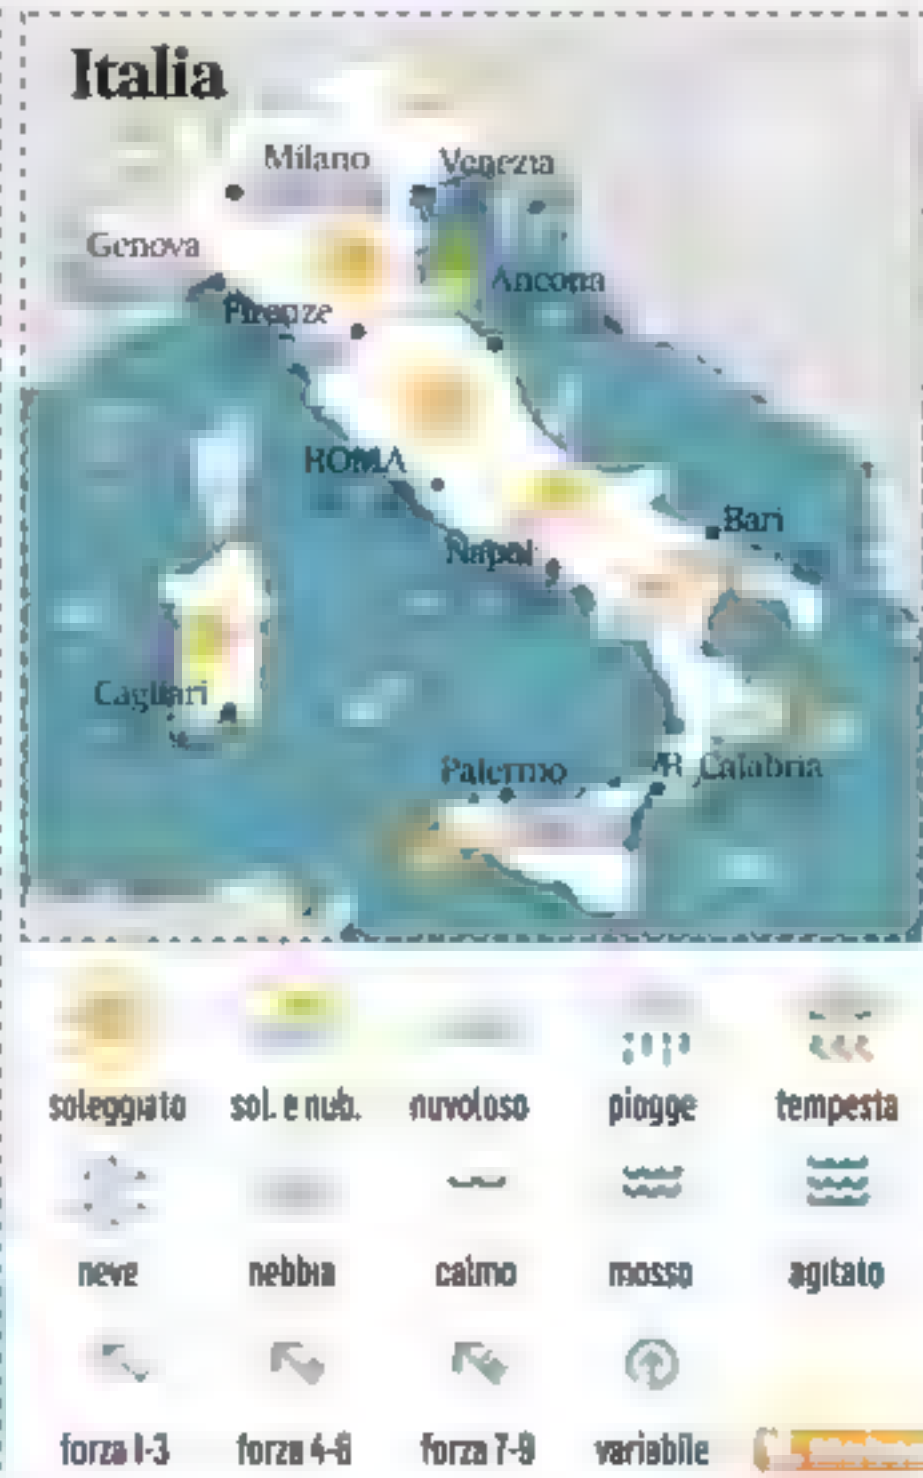 Italia
Milano
Venezia
Genova
Ancona
Firenze
ROMA
Bari
Napoli
Cagliari
Palermo
R Calabria
soleggiato sol. e nub. nuvoloso piogge tempesta
neve nebbia calmo mosso agitato
forza 1-3 forza 4-6 forza 7-9 variabile